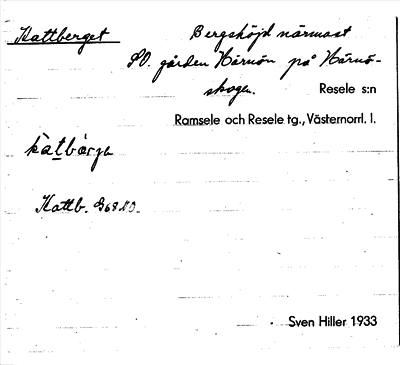 Kattberget
Bergshöjd närmast
SO. gården Härnön på Härnö-
skogen. Resele s:n
Ramsele och Resele tg., Västernorrl. l.
Kattb.
Sven Hiller 1933